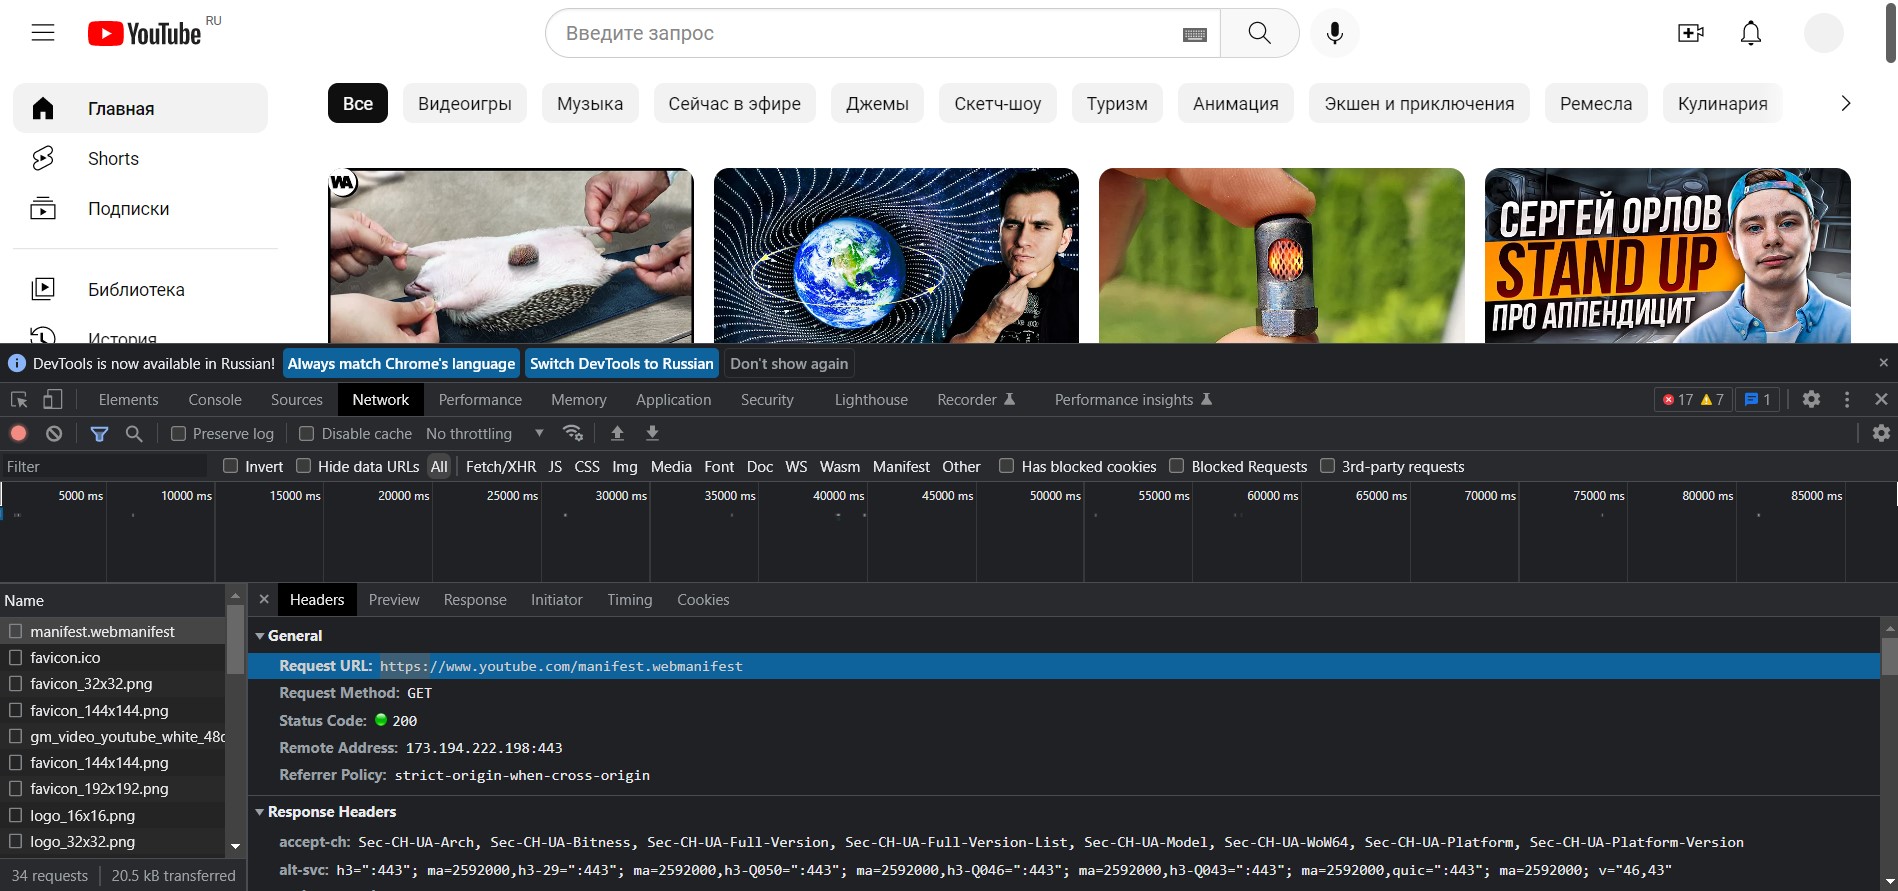 YouTube RU
Введите запрос
Главная
Shorts
Подписки
Библиотека
История
Все Видеоигры Музыка Сейчас в эфире Джемы Скетч-шоу Туризм Анимация Экшен и приключения Ремесла Кулинария
WA
СЕРГЕЙ ОРЛОВ
STAND UP
ПРО АППЕНДИЦИТ
DevTools is now available in Russian! Always match Chrome's language Switch DevTools to Russian Don't show again
Elements Console Sources Network Performance Memory Application Security Lighthouse Recorder Performance insights 17 7 1
Preserve log Disable cache No throttling
Filter Invert Hide data URLs All Fetch/XHR JS CSS Img Media Font Doc WS Wasm Manifest Other Has blocked cookies Blocked Requests 3rd-party requests
5000 ms 10000 ms 15000 ms 20000 ms 25000 ms 30000 ms 35000 ms 40000 ms 45000 ms 50000 ms 55000 ms 60000 ms 65000 ms 70000 ms 75000 ms 80000 ms 85000 ms
Name
manifest.webmanifest
favicon.ico
favicon_32x32.png
favicon_144x144.png
gm_video_youtube_white_48d
favicon_144x144.png
favicon_192x192.png
logo_16x16.png
logo_32x32.png
34 requests 20.5 kB transferred
Headers Preview Response Initiator Timing Cookies
General
Request URL: https://www.youtube.com/manifest.webmanifest
Request Method: GET
Status Code: 200
Remote Address: 173.194.222.198:443
Referrer Policy: strict-origin-when-cross-origin
Response Headers
accept-ch: Sec-CH-UA-Arch, Sec-CH-UA-Bitness, Sec-CH-UA-Full-Version, Sec-CH-UA-Full-Version-List, Sec-CH-UA-Model, Sec-CH-UA-WoW64, Sec-CH-UA-Platform, Sec-CH-UA-Platform-Version
alt-svc: h3=":443"; ma=2592000,h3-29=":443"; ma=2592000,h3-Q050=":443"; ma=2592000,h3-Q046=":443"; ma=2592000,h3-Q043=":443"; ma=2592000,quic=":443"; ma=2592000; v="46,43"